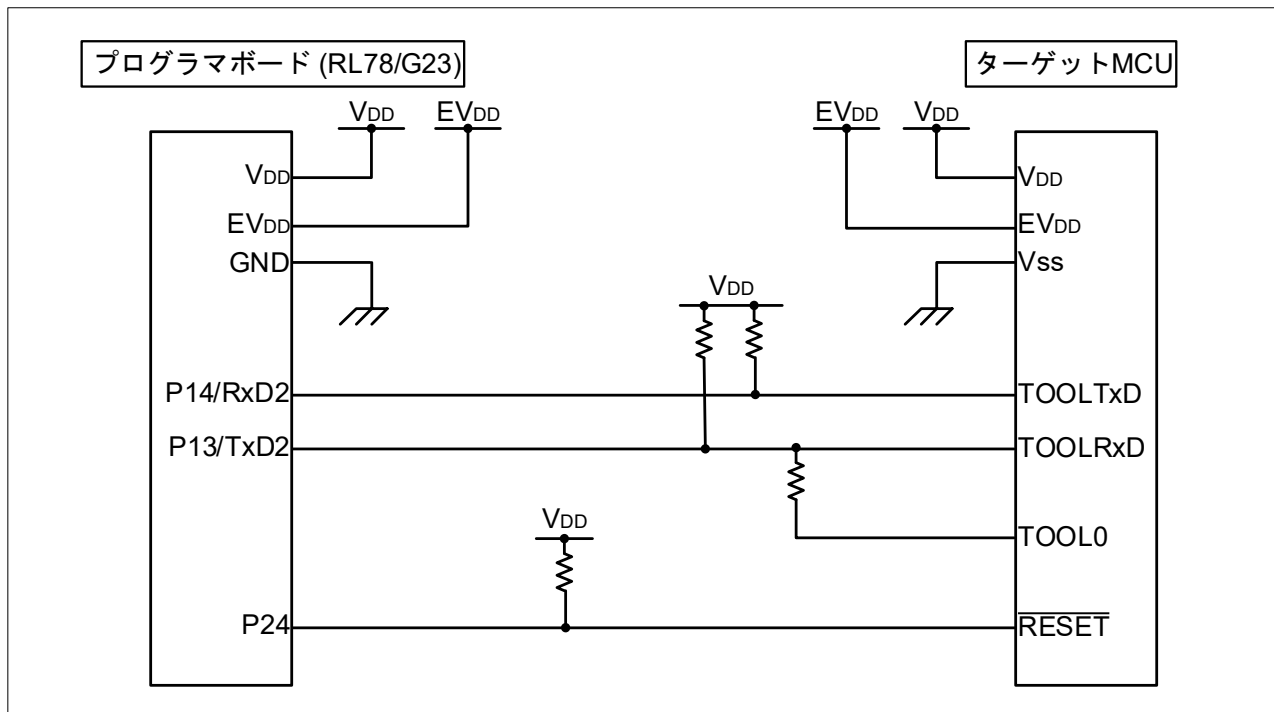 プログラマボード (RL78/G23)
ターゲットMCU
VDD
EVDD
EVDD
VDD
VDD
VDD
EVDD
EVDD
GND
Vss
VDD
P14/RxD2
TOOLTxD
P13/TxD2
TOOLRxD
VDD
TOOL0
P24
RESET